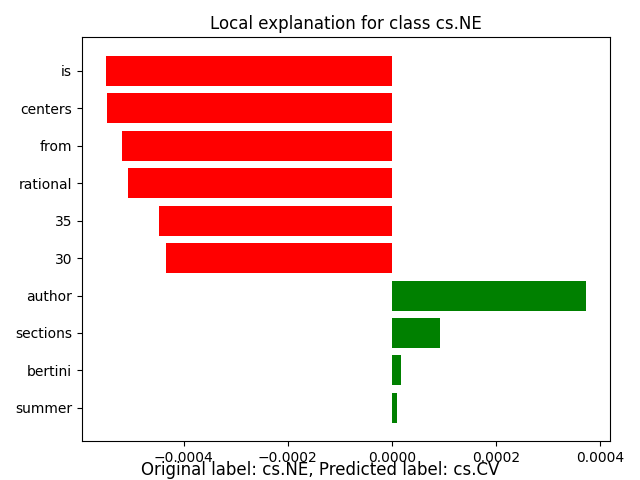 Local explanation for class cs.NE
is
centers
from
rational
35
30
author
sections
bertini
summer
−0.0004 −0.0002 0.0000 0.0002 0.0004
Original label: cs.NE, Predicted label: cs.CV